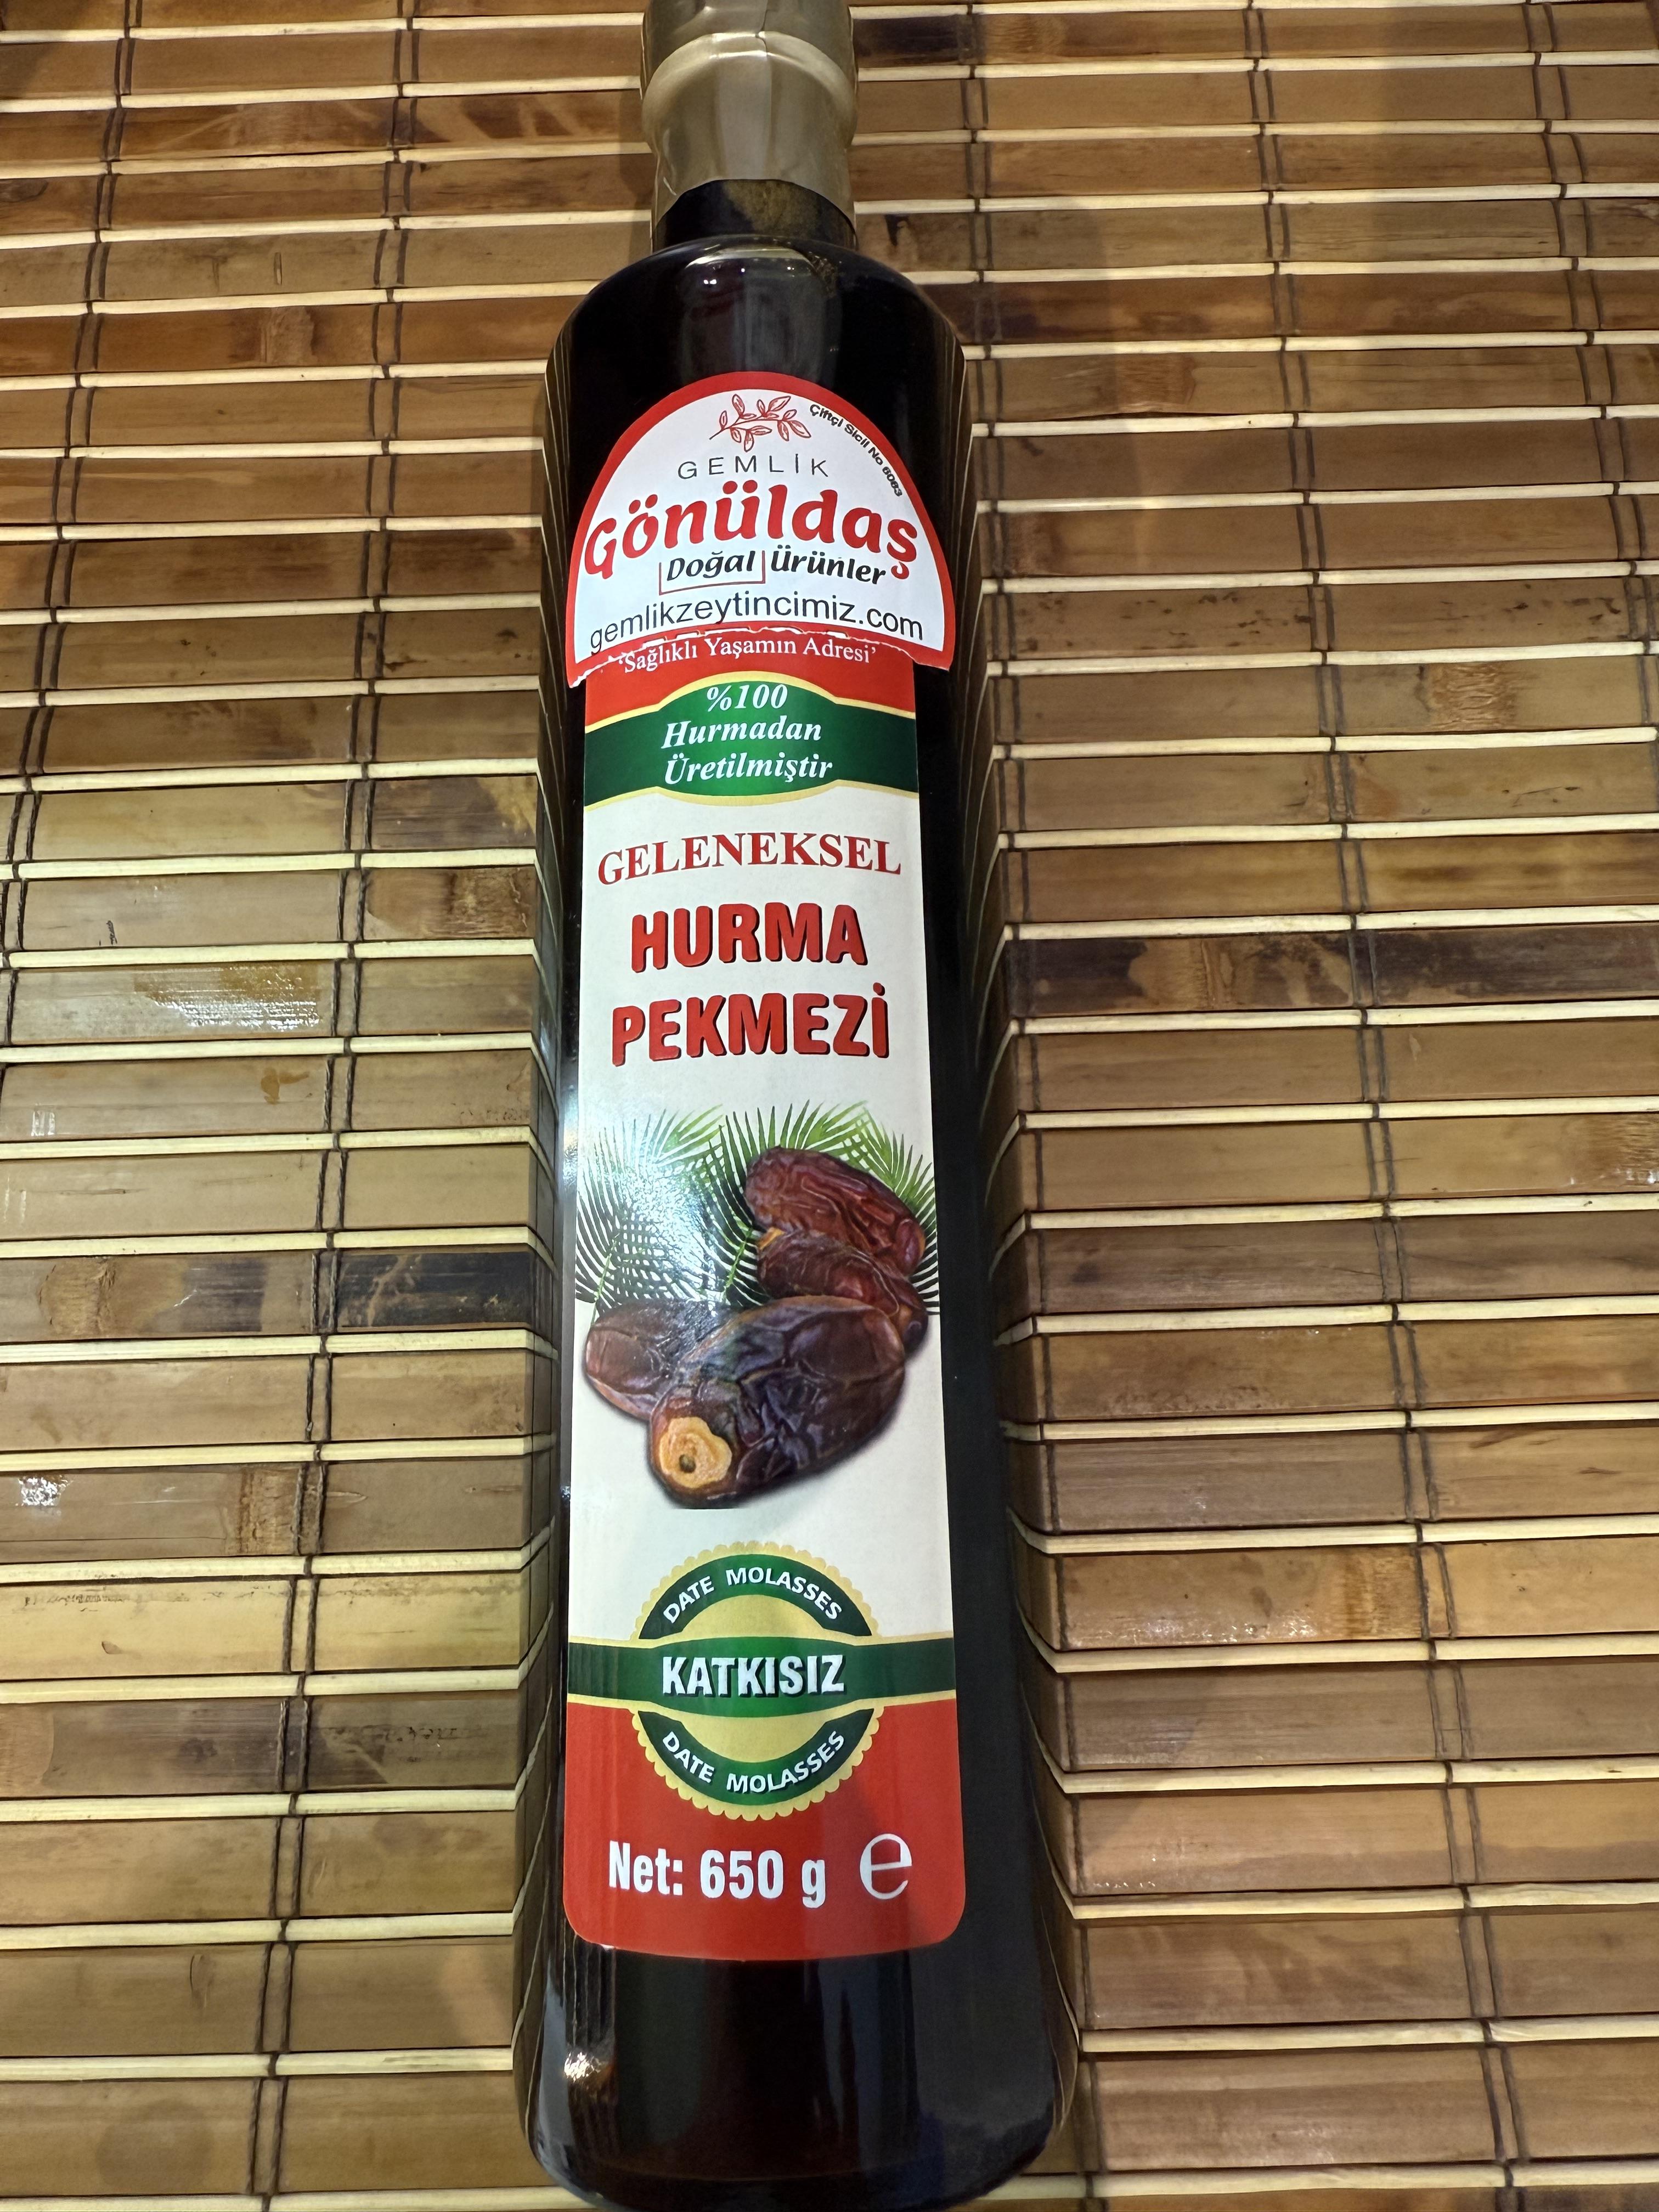 Çiftçi Sicil No 6083
GEMLİK
Gönüldaş
Doğal Ürünler
gemlikzeytincimiz.com
'Sağlıklı Yaşamın Adresi'
%100
Hurmadan
Üretilmiştir
GELENEKSEL
HURMA
PEKMEZİ
DATE MOLASSES
KATKISIZ
DATE MOLASSES
Net: 650 g ℮